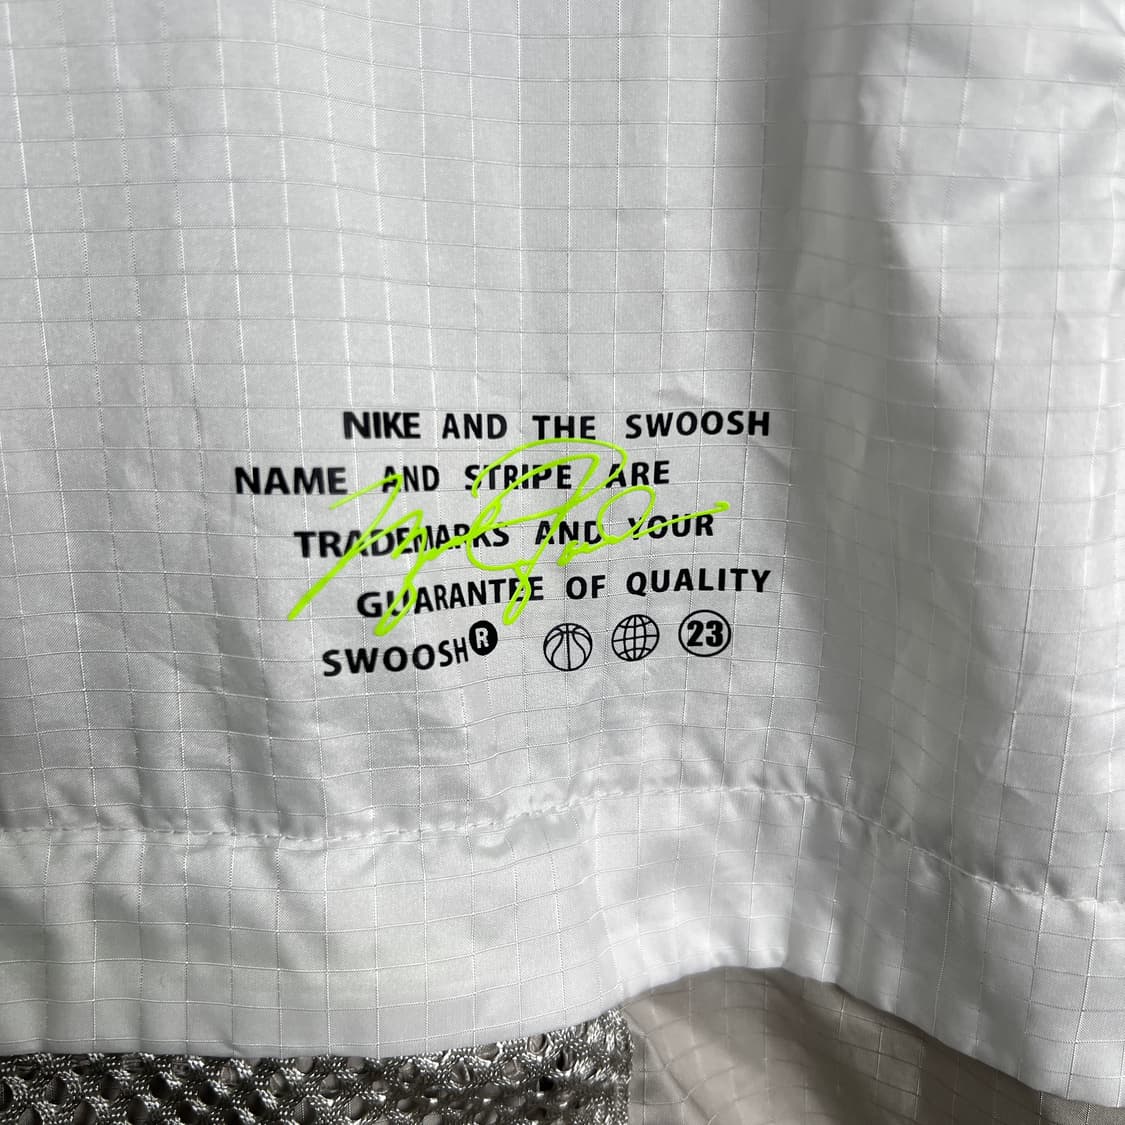 NIKE AND THE SWOOSH
NAME AND STRIPE ARE
TRADEMARKS AND YOUR
GUARANTEE OF QUALITY
SWOOSH® 23